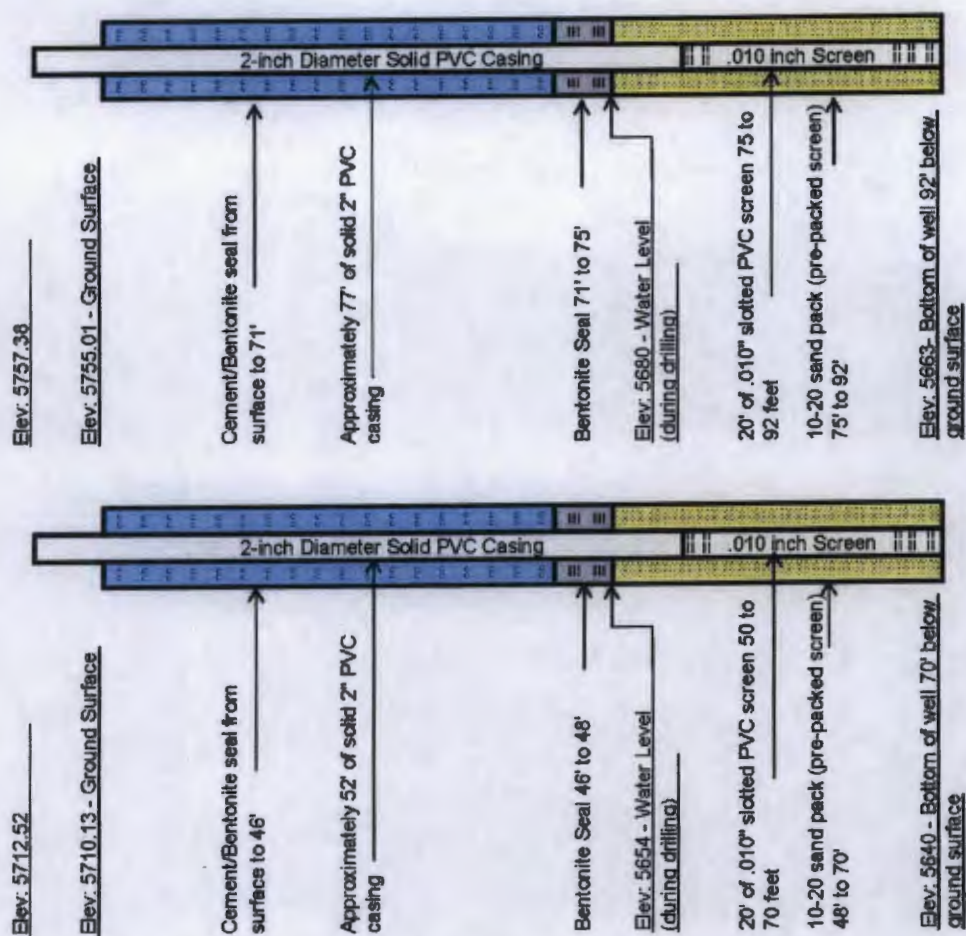 Elev: 5757.38
Elev: 5755.01 - Ground Surface
Cement/Bentonite seal from
surface to 71'
Approximately 77' of solid 2" PVC
casing
Bentonite Seal 71' to 75'
Elev: 5680 - Water Level
(during drilling)
20' of .010" slotted PVC screen 75 to
92 feet
10-20 sand pack (pre-packed screen)
75' to 92'
Elev: 5663- Bottom of well 92' below
ground surface
2-inch Diameter Solid PVC Casing
.010 inch Screen
Elev: 5712.52
Elev: 5710.13 - Ground Surface
Cement/Bentonite seal from
surface to 46'
Approximately 52' of solid 2" PVC
casing
Bentonite Seal 46' to 48'
Elev: 5654 - Water Level
(during drilling)
20' of .010" slotted PVC screen 50 to
70 feet
10-20 sand pack (pre-packed screen)
48' to 70'
Elev: 5640 - Bottom of well 70' below
ground surface
2-inch Diameter Solid PVC Casing
.010 inch Screen